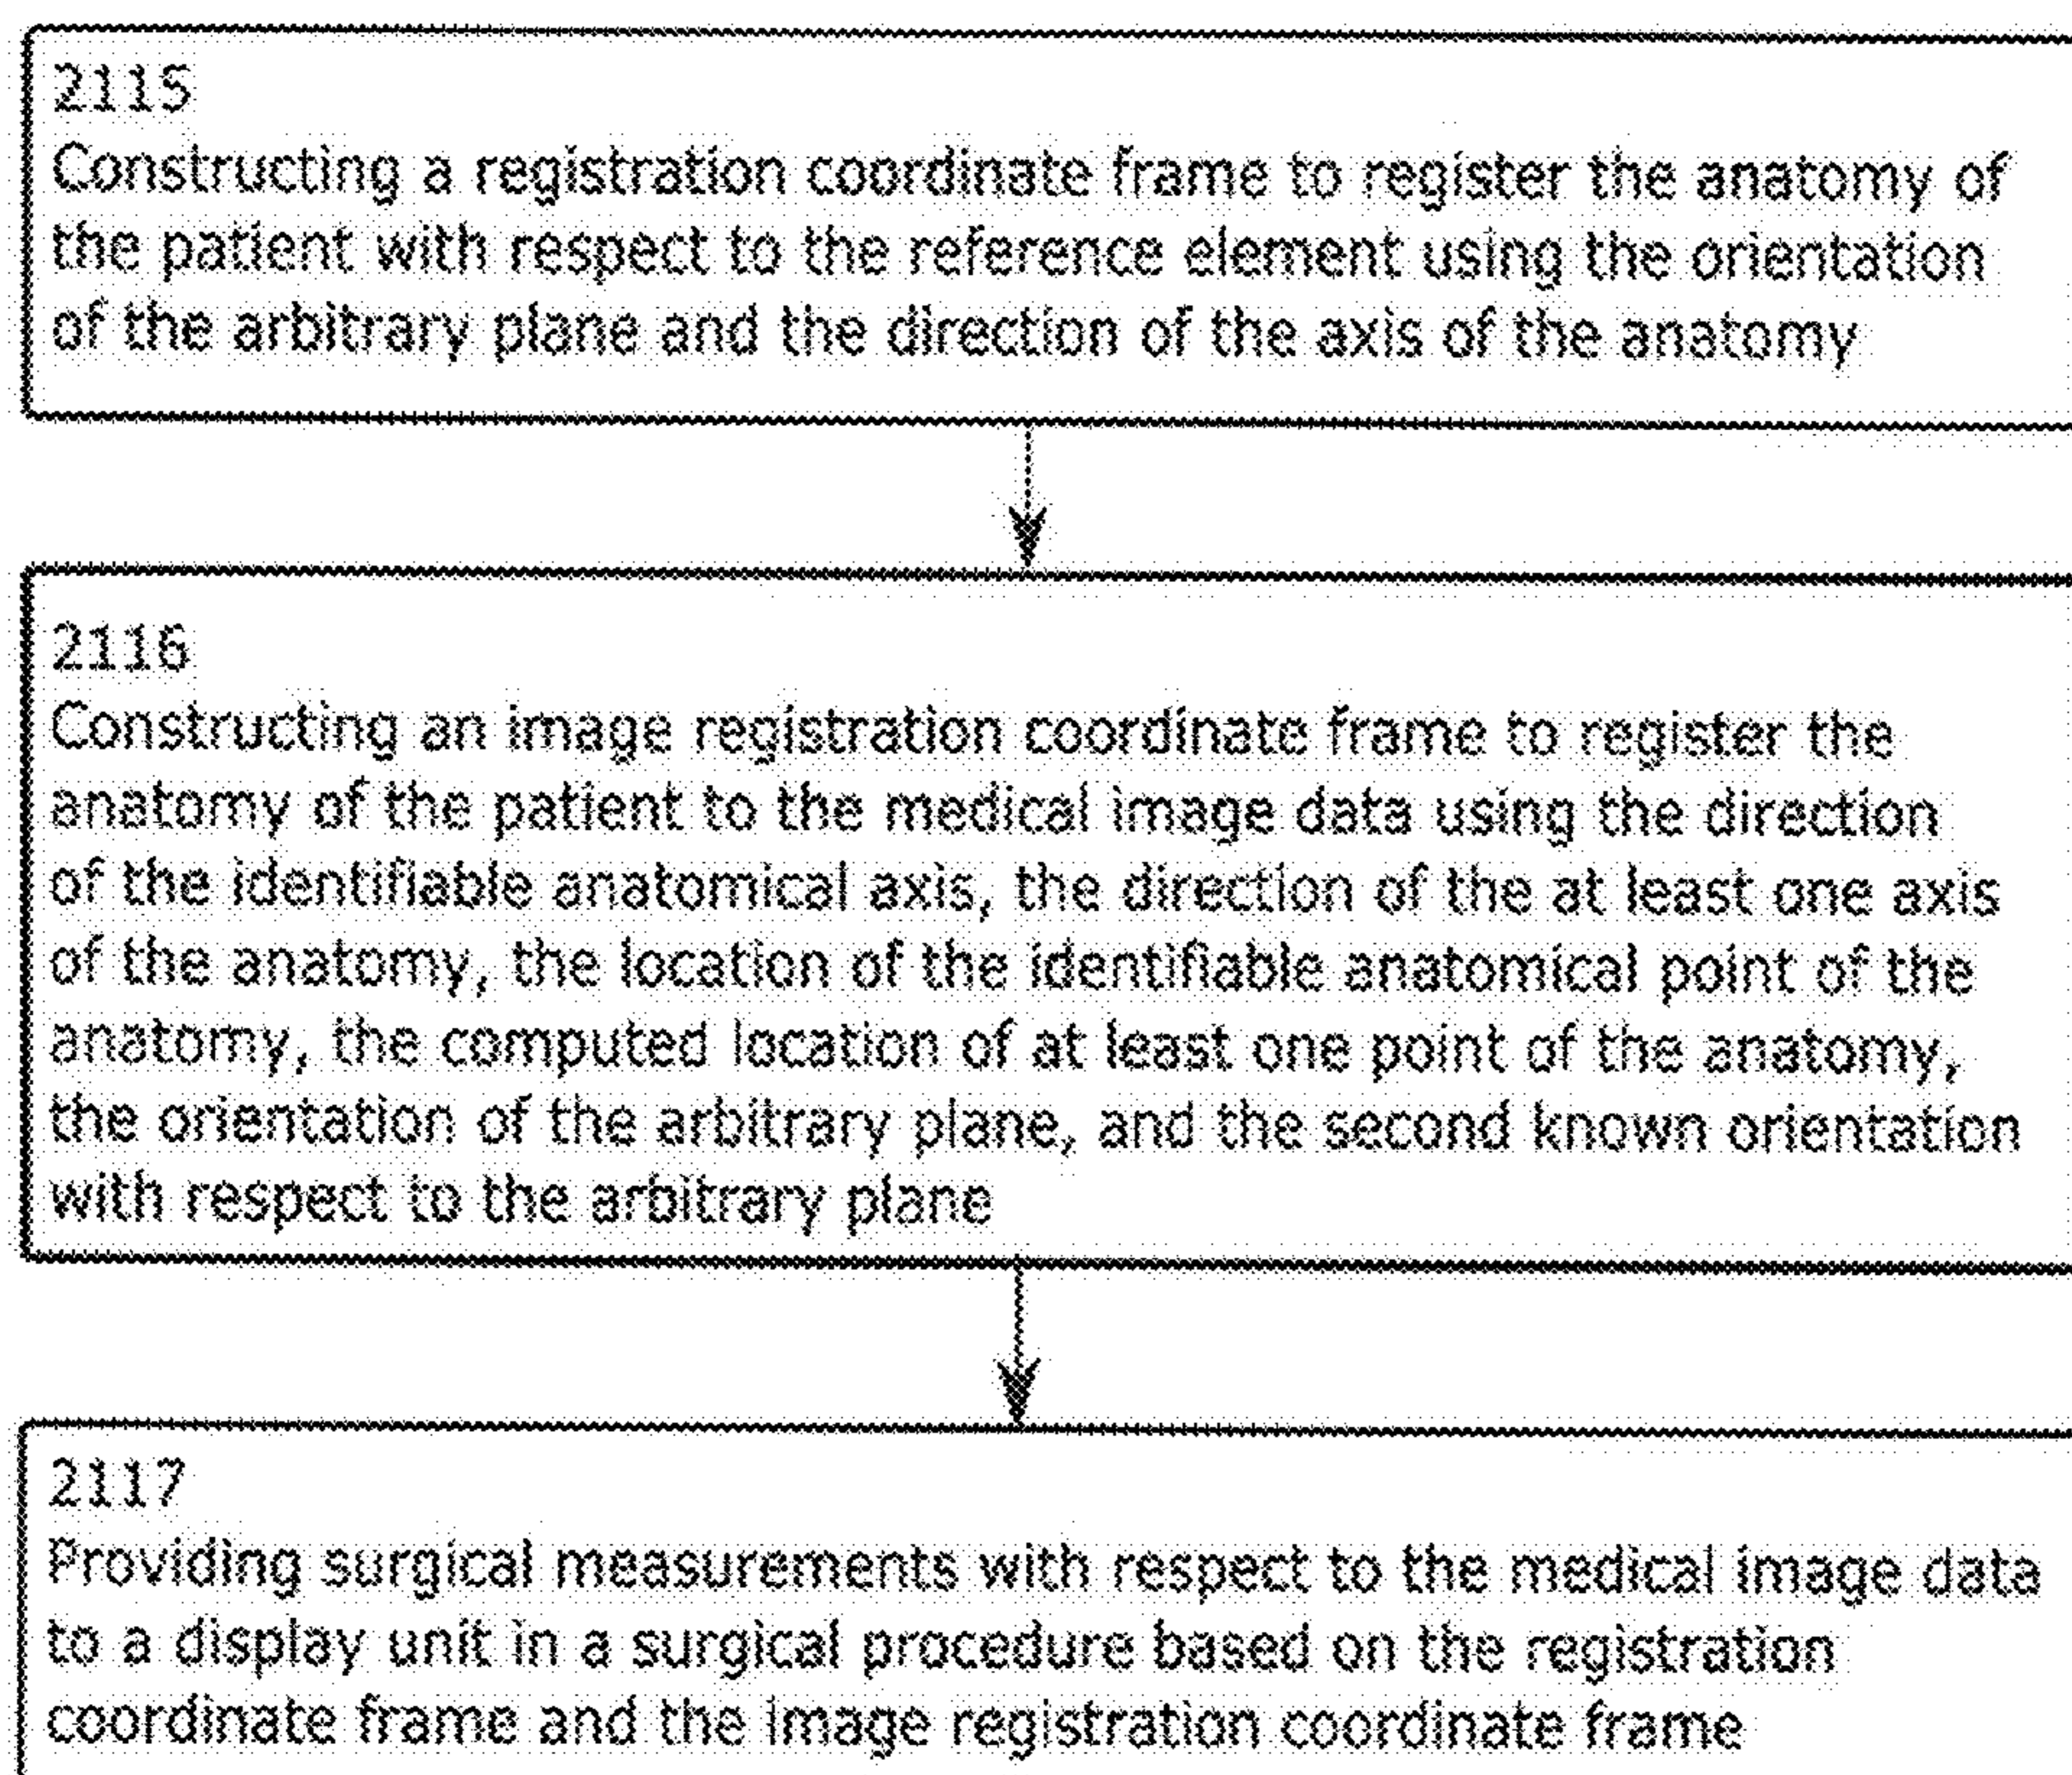 2115
Constructing a registration coordinate frame to register the anatomy of
the patient with respect to the reference element using the orientation
of the arbitrary plane and the direction of the axis of the anatomy
2116
Constructing an image registration coordinate frame to register the
anatomy of the patient to the medical image data using the direction
of the identifiable anatomical axis, the direction of the at least one axis
of the anatomy, the location of the identifiable anatomical point of the
anatomy, the computed location of at least one point of the anatomy,
the orientation of the arbitrary plane, and the second known orientation
with respect to the arbitrary plane
2117
Providing surgical measurements with respect to the medical image data
to a display unit in a surgical procedure based on the registration
coordinate frame and the image registration coordinate frame